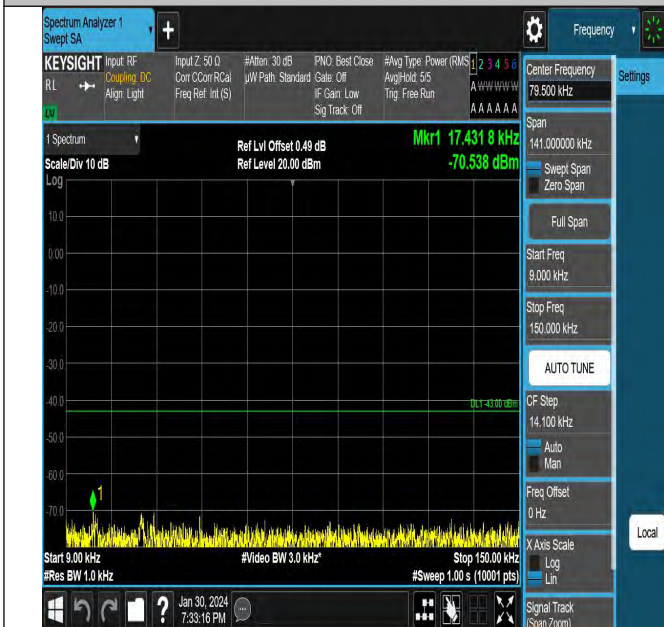 Spectrum Analyzer 1
Swept SA
+
Frequency
KEYSIGHT
RL
Input: RF
Coupling: DC
Align: Light
Input Z: 50 Ω
Corr CCorr RCal
Freq Ref: Int (S)
#Atten: 30 dB
µW Path: Standard
PNO: Best Close
Gate: Off
IF Gain: Low
Sig Track: Off
#Avg Type: Power (RMS
Avg|Hold: 5/5
Trig: Free Run
1 2 3 4 5 6
A W W W W W
A A A A A A
1 Spectrum
Scale/Div 10 dB
Log
Ref Lvl Offset 0.49 dB
Ref Level 20.00 dBm
Mkr1 17.431 8 kHz
-70.538 dBm
10.0
0.00
-10.0
-20.0
-30.0
-40.0
-50.0
-60.0
-70.0
DL1 -43.00 dBm
1
Start 9.00 kHz
#Res BW 1.0 kHz
#Video BW 3.0 kHz*
Stop 150.00 kHz
#Sweep 1.00 s (10001 pts)
?
Jan 30, 2024
7:33:16 PM
Center Frequency
79.500 kHz
Settings
Span
141.000000 kHz
Swept Span
Zero Span
Full Span
Start Freq
9.000 kHz
Stop Freq
150.000 kHz
AUTO TUNE
CF Step
14.100 kHz
Auto
Man
Freq Offset
0 Hz
Local
X Axis Scale
Log
Lin
Signal Track
(Span Zoom)